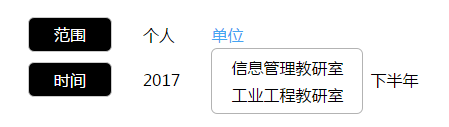 范围 个人 单位
信息管理教研室
时间 2017 下半年
工业工程教研室